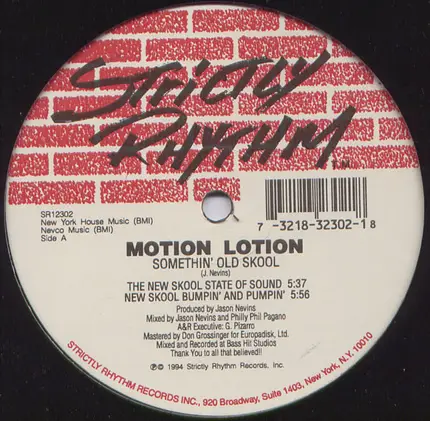 STRICTLY
RHYTHM™
SR12302
New York House Music (BMI)
Nevco Music (BMI)
Side A
7 -3218-32302-1 8
MOTION LOTION
SOMETHIN' OLD SKOOL
(J. Nevins)
THE NEW SKOOL STATE OF SOUND 5:37
NEW SKOOL BUMPIN' AND PUMPIN' 5:56
Produced by Jason Nevins
Mixed by Jason Nevins and Philly Phil Pagano
A&R Executive: G. Pizarro
Mastered by Don Grossinger for Europadisk, Ltd.
Mixed and Recorded at Bass Hit Studios
Thank You to all that believed!!
℗© 1994 Strictly Rhythm Records, Inc.
STRICTLY RHYTHM RECORDS INC., 920 Broadway, Suite 1403, New York, N.Y. 10010